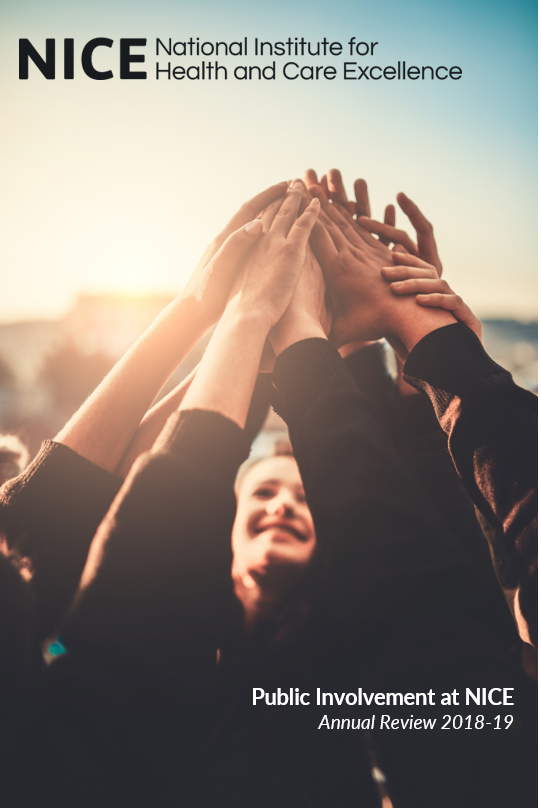 NICE National Institute for
Health and Care Excellence
Public Involvement at NICE
Annual Review 2018-19